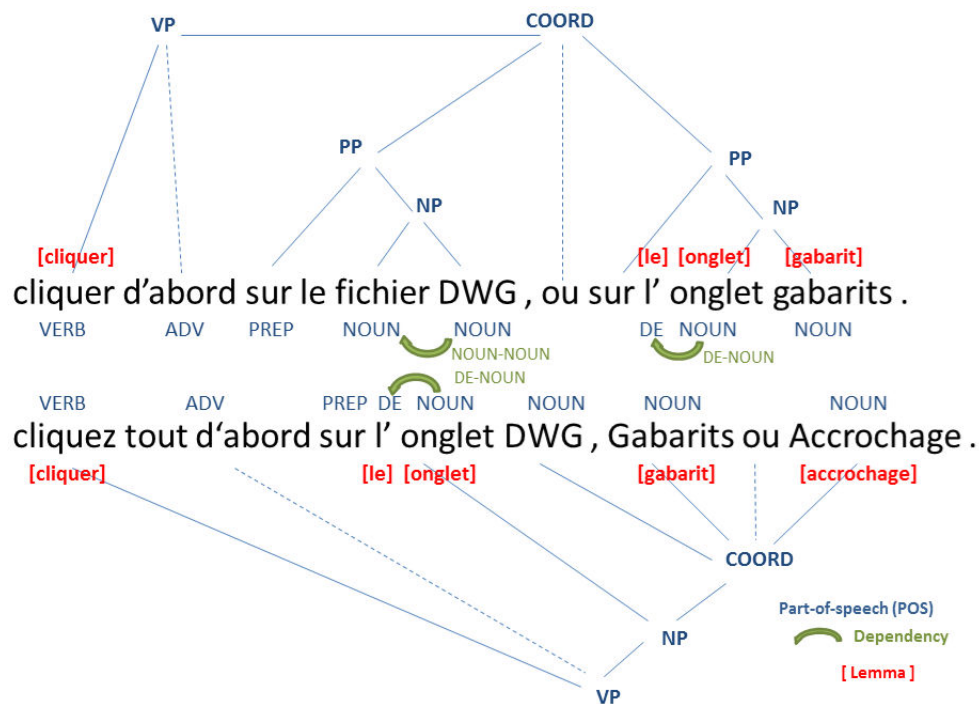 VP COORD
PP PP
NP NP
[cliquer] [le] [onglet] [gabarit]
cliquer d’abord sur le fichier DWG , ou sur l’ onglet gabarits .
VERB ADV PREP NOUN NOUN DE NOUN NOUN
NOUN-NOUN DE-NOUN
DE-NOUN
VERB ADV PREP DE NOUN NOUN NOUN NOUN
cliquez tout d‘abord sur l’ onglet DWG , Gabarits ou Accrochage .
[cliquer] [le] [onglet] [gabarit] [accrochage]
COORD
Part-of-speech (POS)
NP Dependency
[ Lemma ]
VP